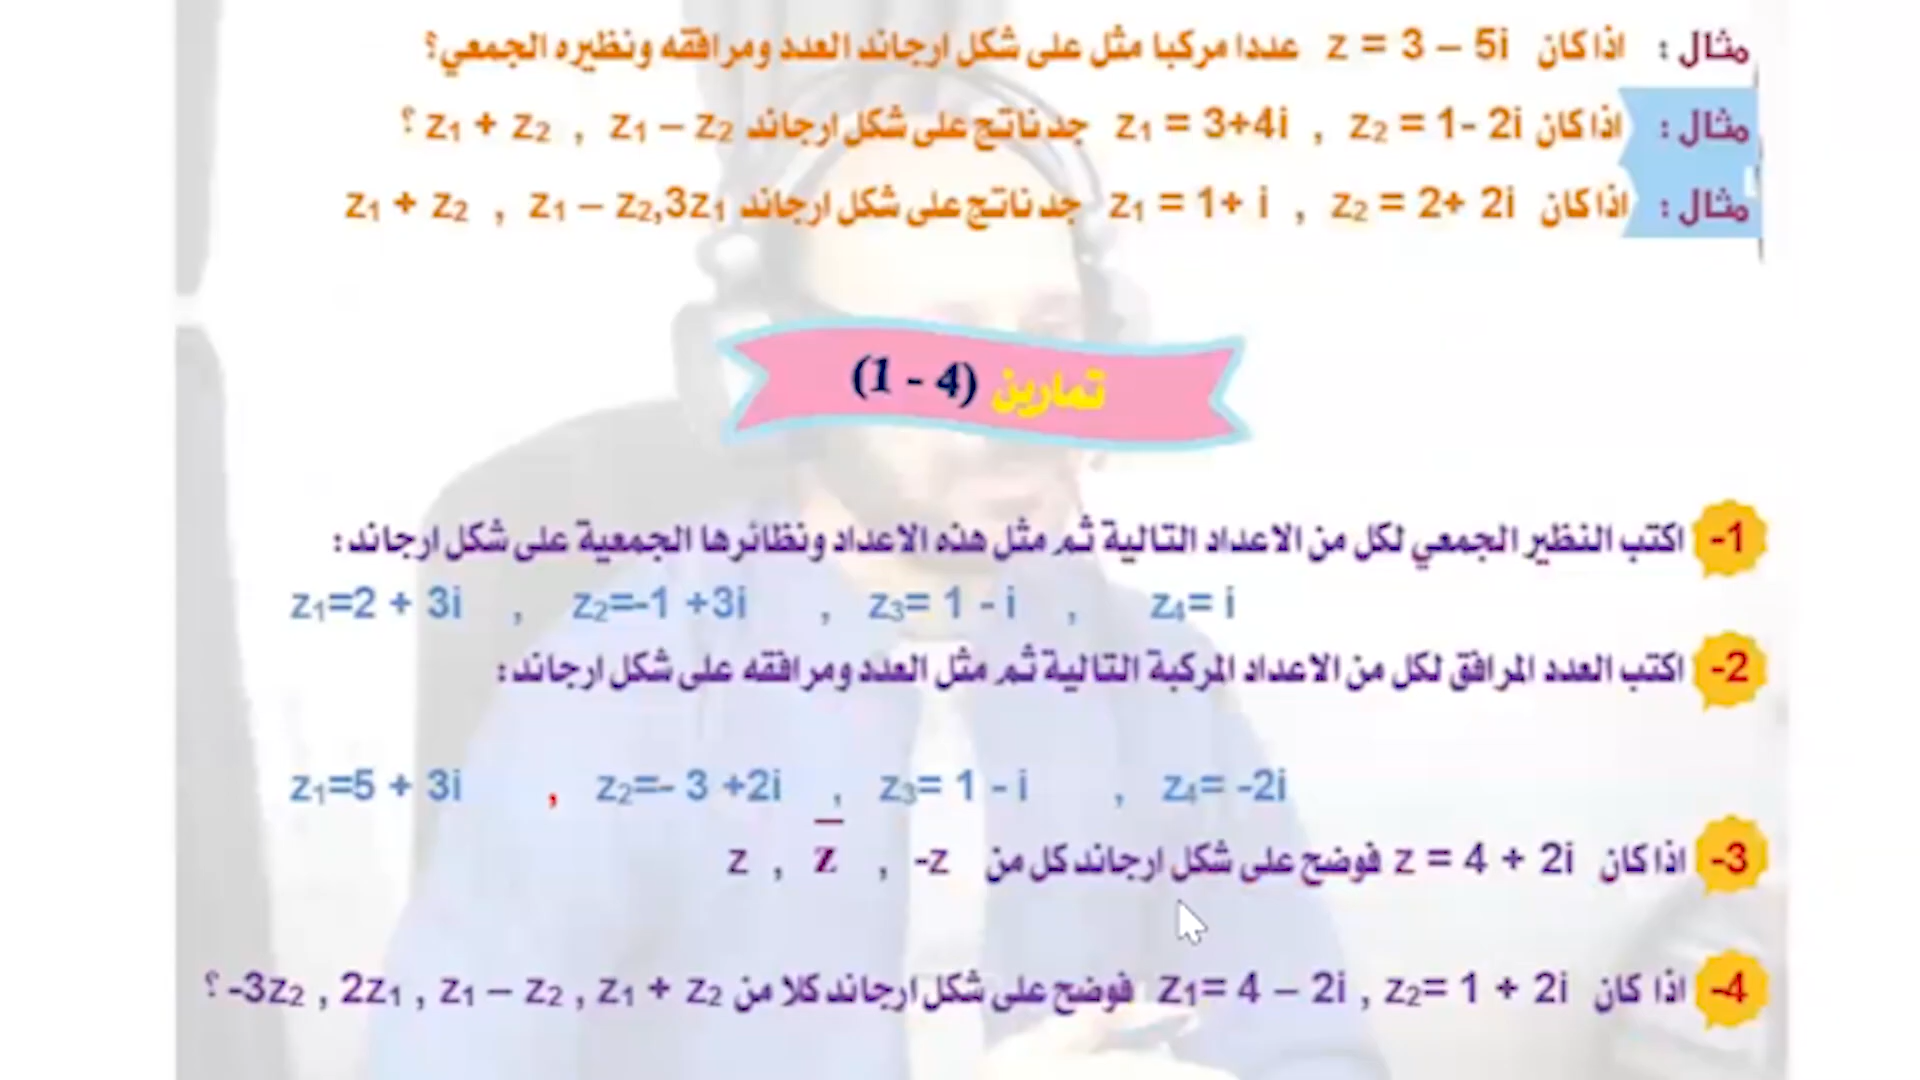 مثال : اذا كان z = 3 – 5i عددا مركبا مثل على شكل ارجاند العدد ومرافقه ونظيره الجمعي؟
مثال : اذا كان z₁ = 3+4i , z₂ = 1- 2i جد ناتج على شكل ارجاند z₁ + z₂ , z₁ – z₂ ؟
مثال : اذا كان z₁ = 1+ i , z₂ = 2+ 2i جد ناتج على شكل ارجاند z₁ + z₂ , z₁ – z₂,3z₁
تمارين (4 - 1)
1- اكتب النظير الجمعي لكل من الاعداد التالية ثم مثل هذه الاعداد ونظائرها الجمعية على شكل ارجاند :
z₁=2 + 3i , z₂=-1 +3i , z₃= 1 - i , z₄= i
2- اكتب العدد المرافق لكل من الاعداد المركبة التالية ثم مثل العدد ومرافقه على شكل ارجاند :
z₁=5 + 3i , z₂=- 3 +2i , z₃= 1 - i , z₄= -2i
3- اذا كان z = 4 + 2i فوضح على شكل ارجاند كل من z , z̅ , -z
4- اذا كان z₁= 4 – 2i , z₂= 1 + 2i فوضح على شكل ارجاند كلا من -3z₂ , 2z₁ , z₁ – z₂ , z₁ + z₂ ؟